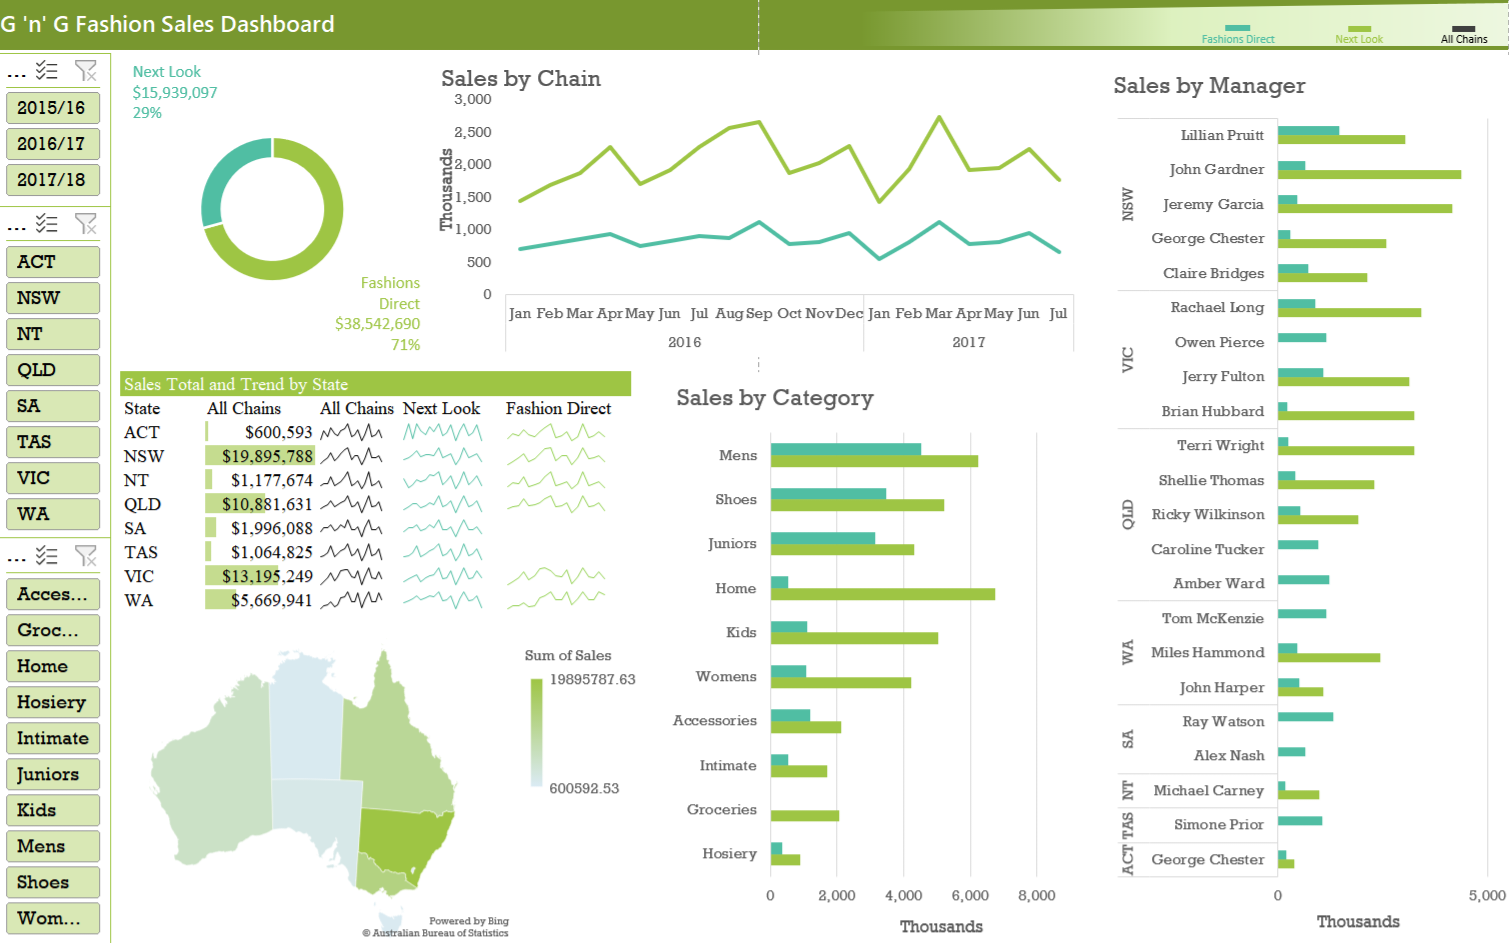 G 'n' G Fashion Sales Dashboard
Fashions Direct
Next Look
All Chains
...
2015/16
2016/17
2017/18
...
ACT
NSW
NT
QLD
SA
TAS
VIC
WA
...
Acces...
Groc...
Home
Hosiery
Intimate
Juniors
Kids
Mens
Shoes
Wom...
Next Look
$15,939,097
29%
Fashions
Direct
$38,542,690
71%
Sales by Chain
Thousands
3,000
2,500
2,000
1,500
1,000
500
0
Jan Feb Mar Apr May Jun Jul Aug Sep Oct Nov Dec Jan Feb Mar Apr May Jun Jul
2016 2017
Sales Total and Trend by State
State All Chains All Chains Next Look Fashion Direct
ACT $600,593
NSW $19,895,788
NT $1,177,674
QLD $10,881,631
SA $1,996,088
TAS $1,064,825
VIC $13,195,249
WA $5,669,941
Sum of Sales
19895787.63
600592.53
Powered by Bing
© Australian Bureau of Statistics
Sales by Category
Mens
Shoes
Juniors
Home
Kids
Womens
Accessories
Intimate
Groceries
Hosiery
0 2,000 4,000 6,000 8,000
Thousands
Sales by Manager
NSW
Lillian Pruitt
John Gardner
Jeremy Garcia
George Chester
Claire Bridges
VIC
Rachael Long
Owen Pierce
Jerry Fulton
Brian Hubbard
QLD
Terri Wright
Shellie Thomas
Ricky Wilkinson
Caroline Tucker
Amber Ward
WA
Tom McKenzie
Miles Hammond
John Harper
SA
Ray Watson
Alex Nash
NT
Michael Carney
TAS
Simone Prior
ACT
George Chester
0 5,000
Thousands